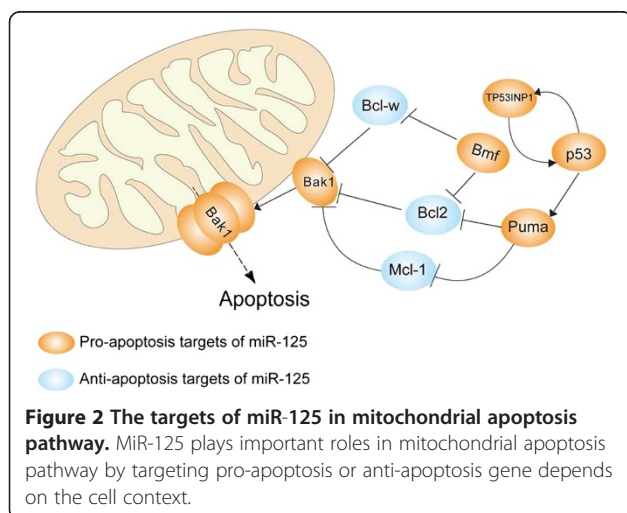 Bcl-w
TP53INP1
Bmf
p53
Bak1
Bak1
Bcl2
Puma
Mcl-1
Apoptosis
Pro-apoptosis targets of miR-125
Anti-apoptosis targets of miR-125
Figure 2 The targets of miR-125 in mitochondrial apoptosis
pathway. MiR-125 plays important roles in mitochondrial apoptosis
pathway by targeting pro-apoptosis or anti-apoptosis gene depends
on the cell context.